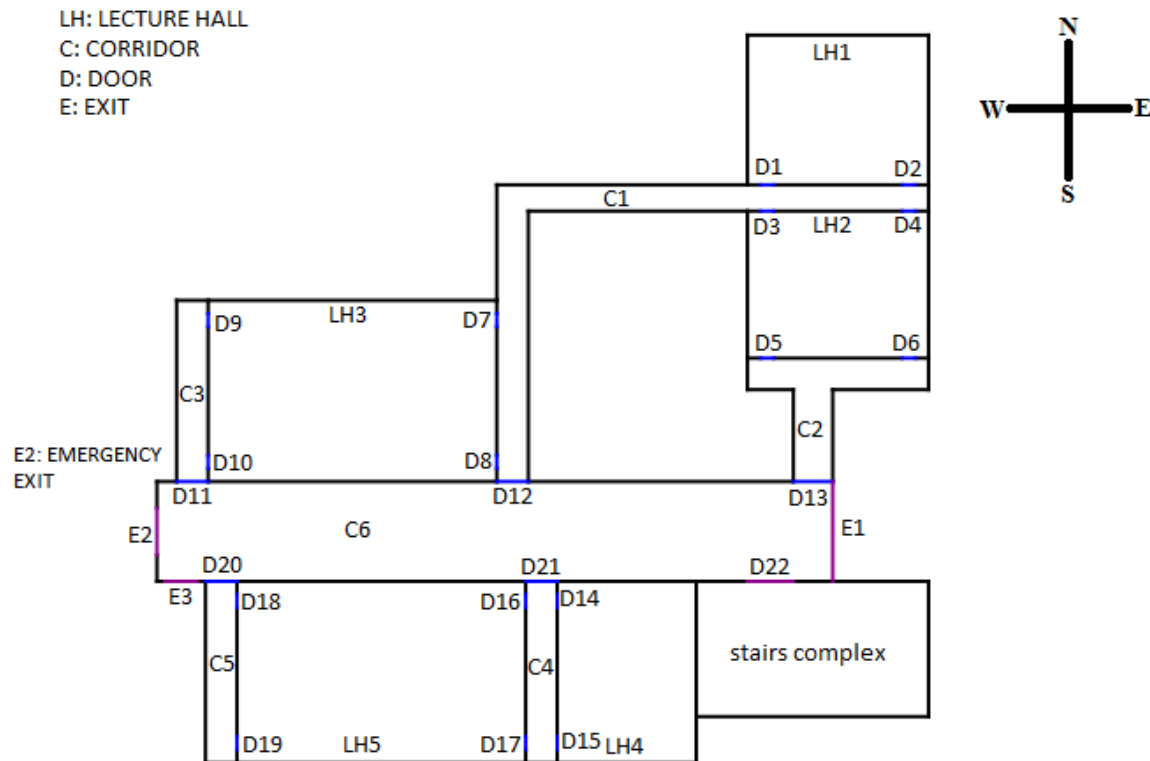 LH: LECTURE HALL
C: CORRIDOR
D: DOOR
E: EXIT
N
W E
S
LH1
D1 D2
C1
D3 LH2 D4
D5 D6
LH3
D9 D7
C3
D10 D8
C2
E2: EMERGENCY
EXIT
D11 D12 D13
E2 C6 E1
D20 D21 D22
E3 D18 D16 D14
C5 C4 stairs complex
D19 LH5 D17 D15 LH4